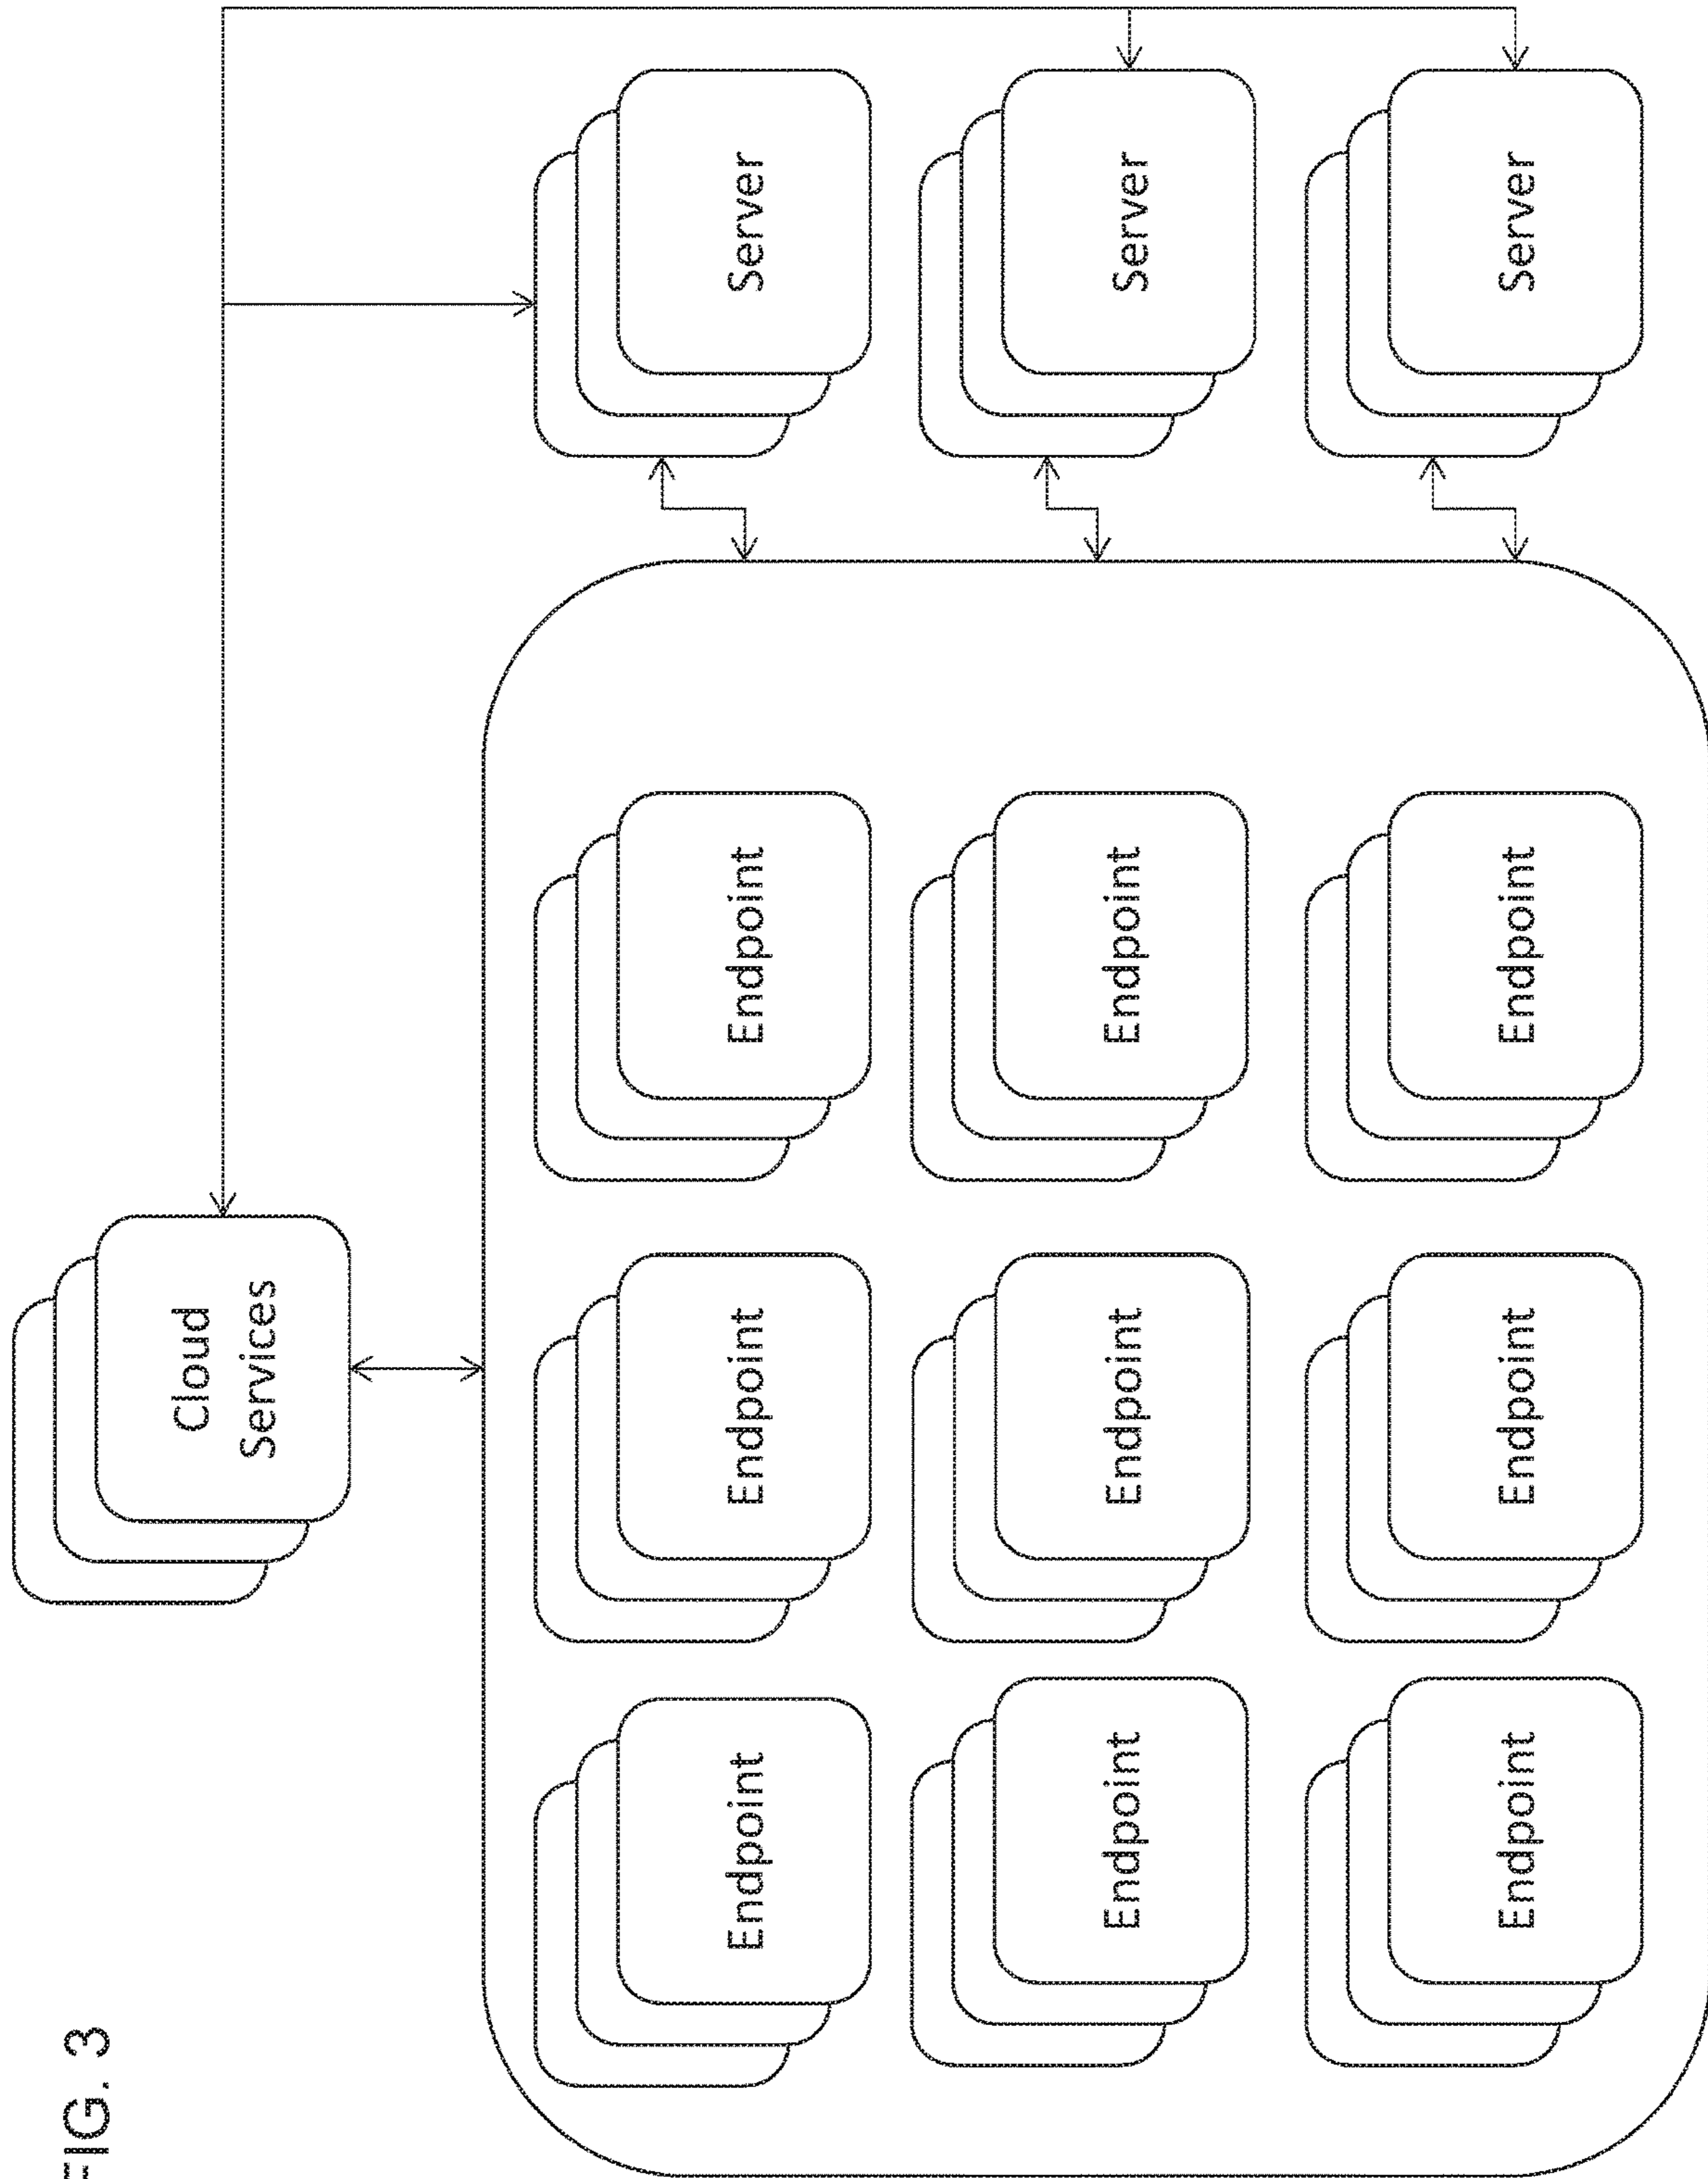 FIG. 3
Cloud
Services
Endpoint
Endpoint
Endpoint
Server
Endpoint
Endpoint
Endpoint
Server
Endpoint
Endpoint
Endpoint
Server